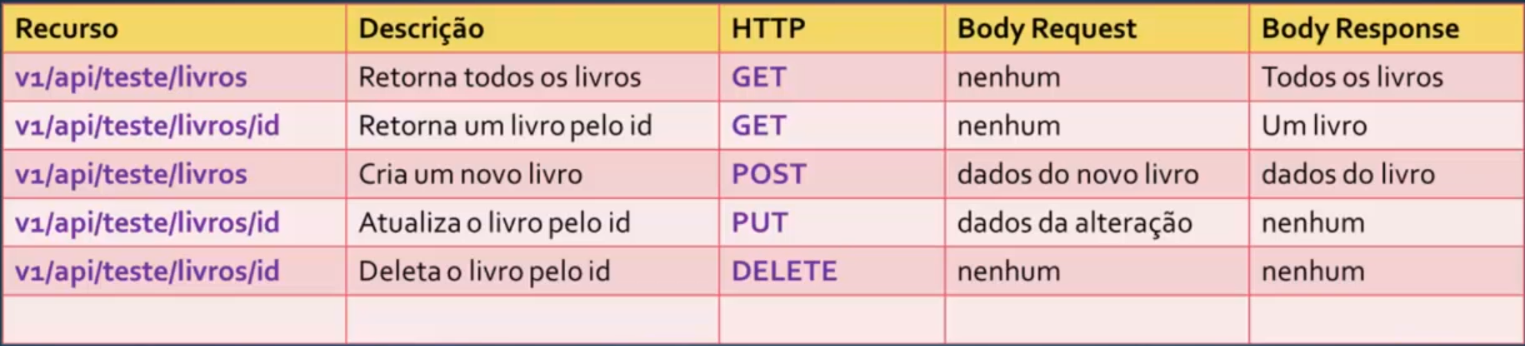 Recurso Descrição HTTP Body Request Body Response
v1/api/teste/livros Retorna todos os livros GET nenhum Todos os livros
v1/api/teste/livros/id Retorna um livro pelo id GET nenhum Um livro
v1/api/teste/livros Cria um novo livro POST dados do novo livro dados do livro
v1/api/teste/livros/id Atualiza o livro pelo id PUT dados da alteração nenhum
v1/api/teste/livros/id Deleta o livro pelo id DELETE nenhum nenhum